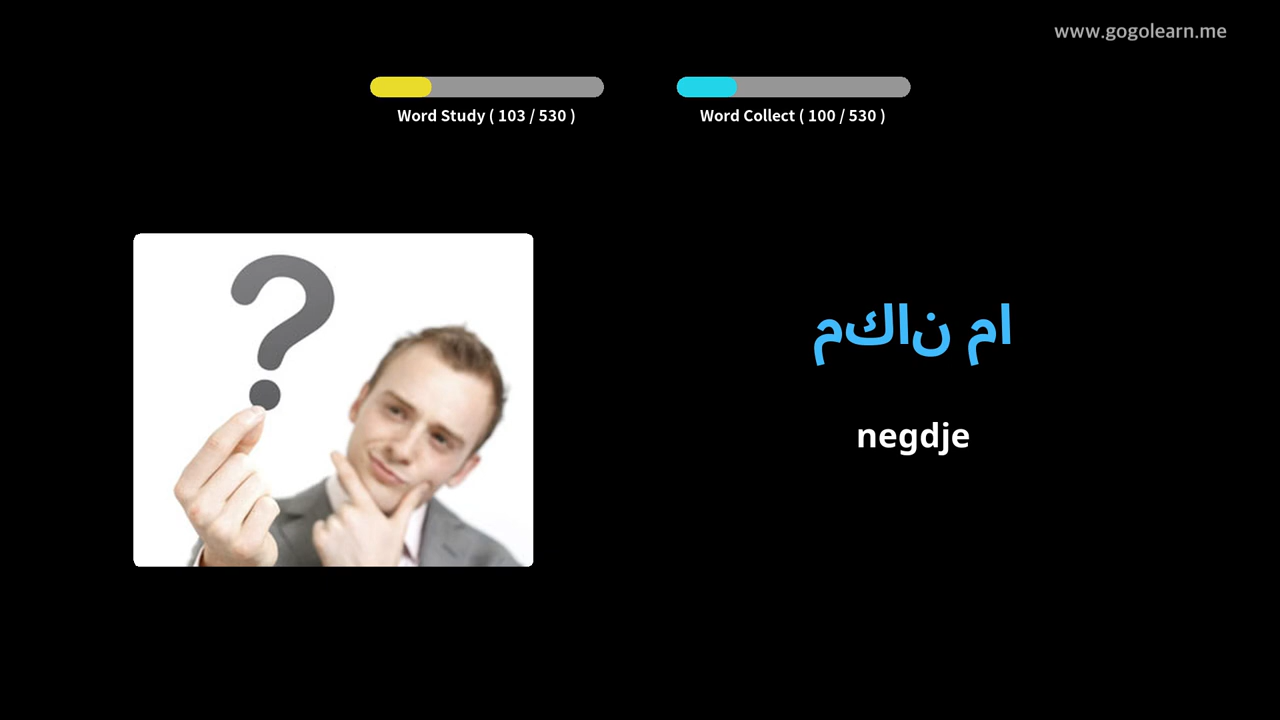 www.gogolearn.me
Word Study ( 103 / 530 )
Word Collect ( 100 / 530 )
مكان ما
negdje